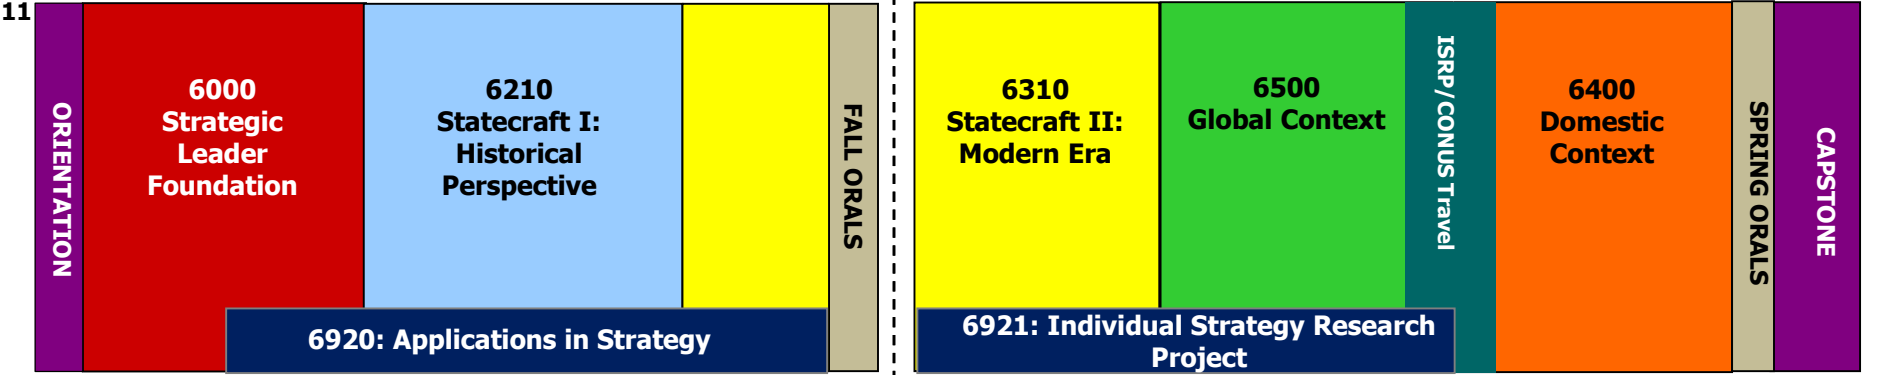 11
ORIENTATION
6000
Strategic
Leader
Foundation
6210
Statecraft I:
Historical
Perspective
6920: Applications in Strategy
FALL ORALS
6310
Statecraft II:
Modern Era
6500
Global Context
6921: Individual Strategy Research
Project
ISRP/CONUS Travel
6400
Domestic
Context
SPRING ORALS
CAPSTONE